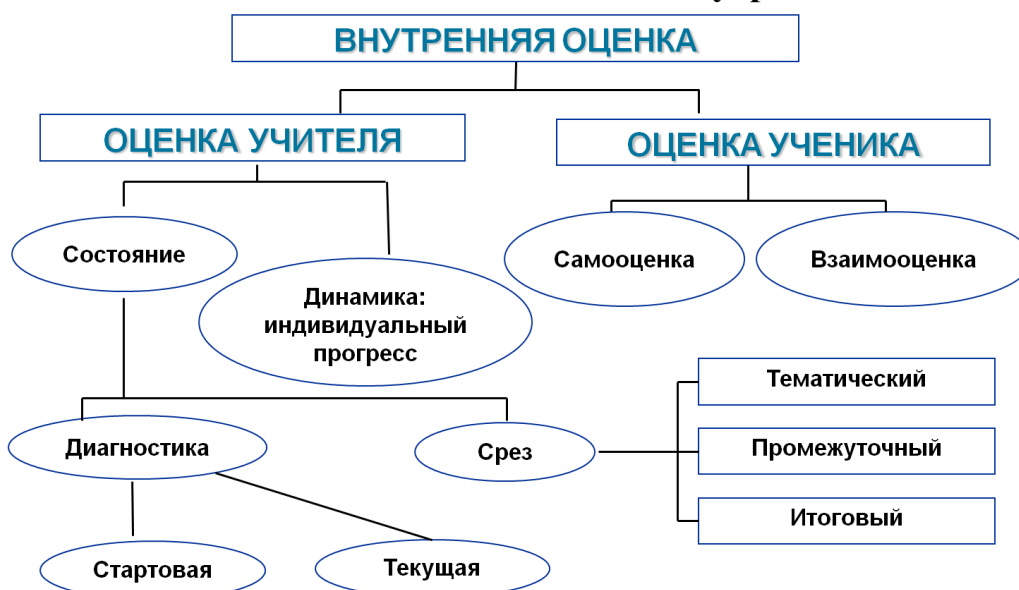 ВНУТРЕННЯЯ ОЦЕНКА
ОЦЕНКА УЧИТЕЛЯ
ОЦЕНКА УЧЕНИКА
Состояние
Самооценка
Взаимооценка
Динамика:
индивидуальный
прогресс
Тематический
Диагностика
Срез
Промежуточный
Итоговый
Стартовая
Текущая